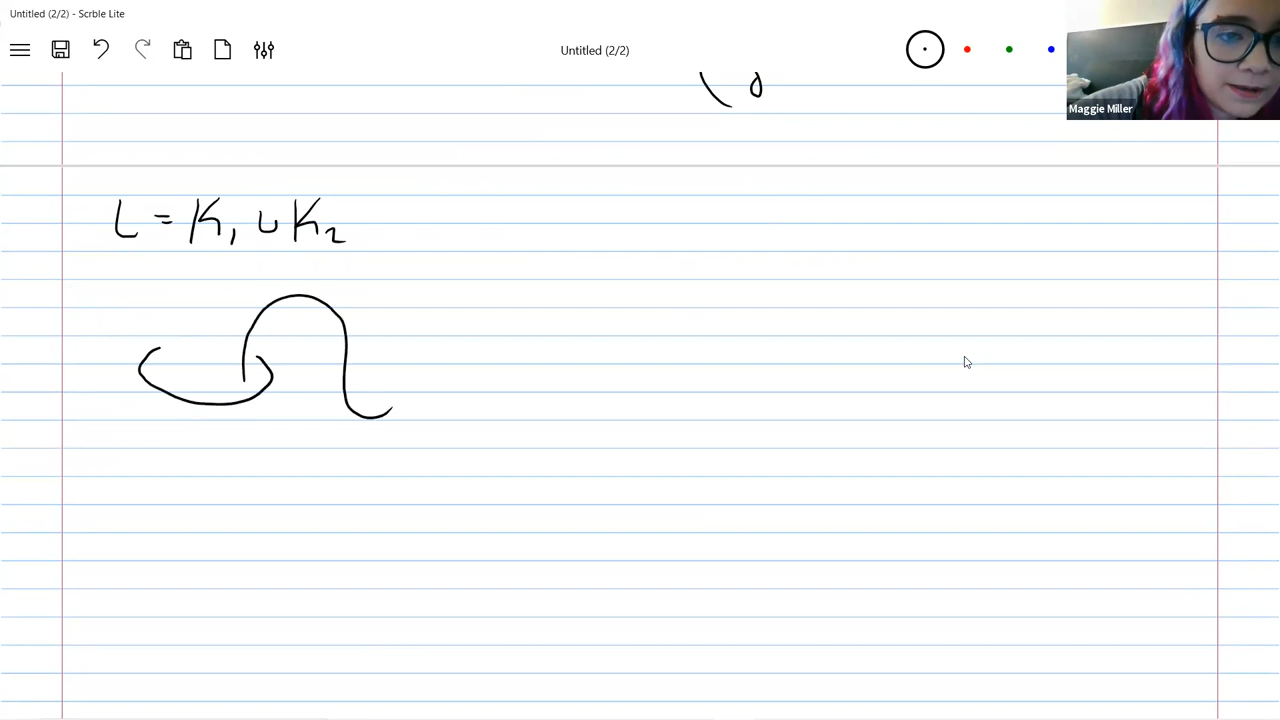 Untitled (2/2) - Scrble Lite
Untitled (2/2)
Maggie Miller
L = K₁ ∪ K₂